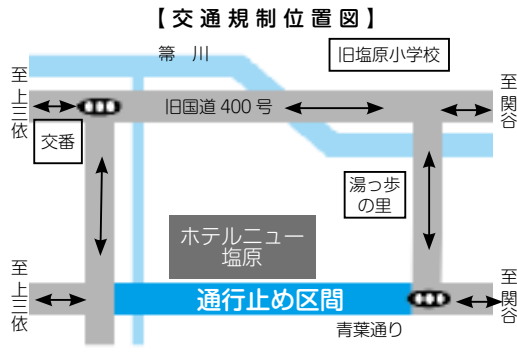 【交通規制位置図】
箒川
旧塩原小学校
至上三依
旧国道400号
至関谷
交番
湯っ歩
の里
ホテルニュー
塩原
至上三依
通行止め区間
至関谷
青葉通り